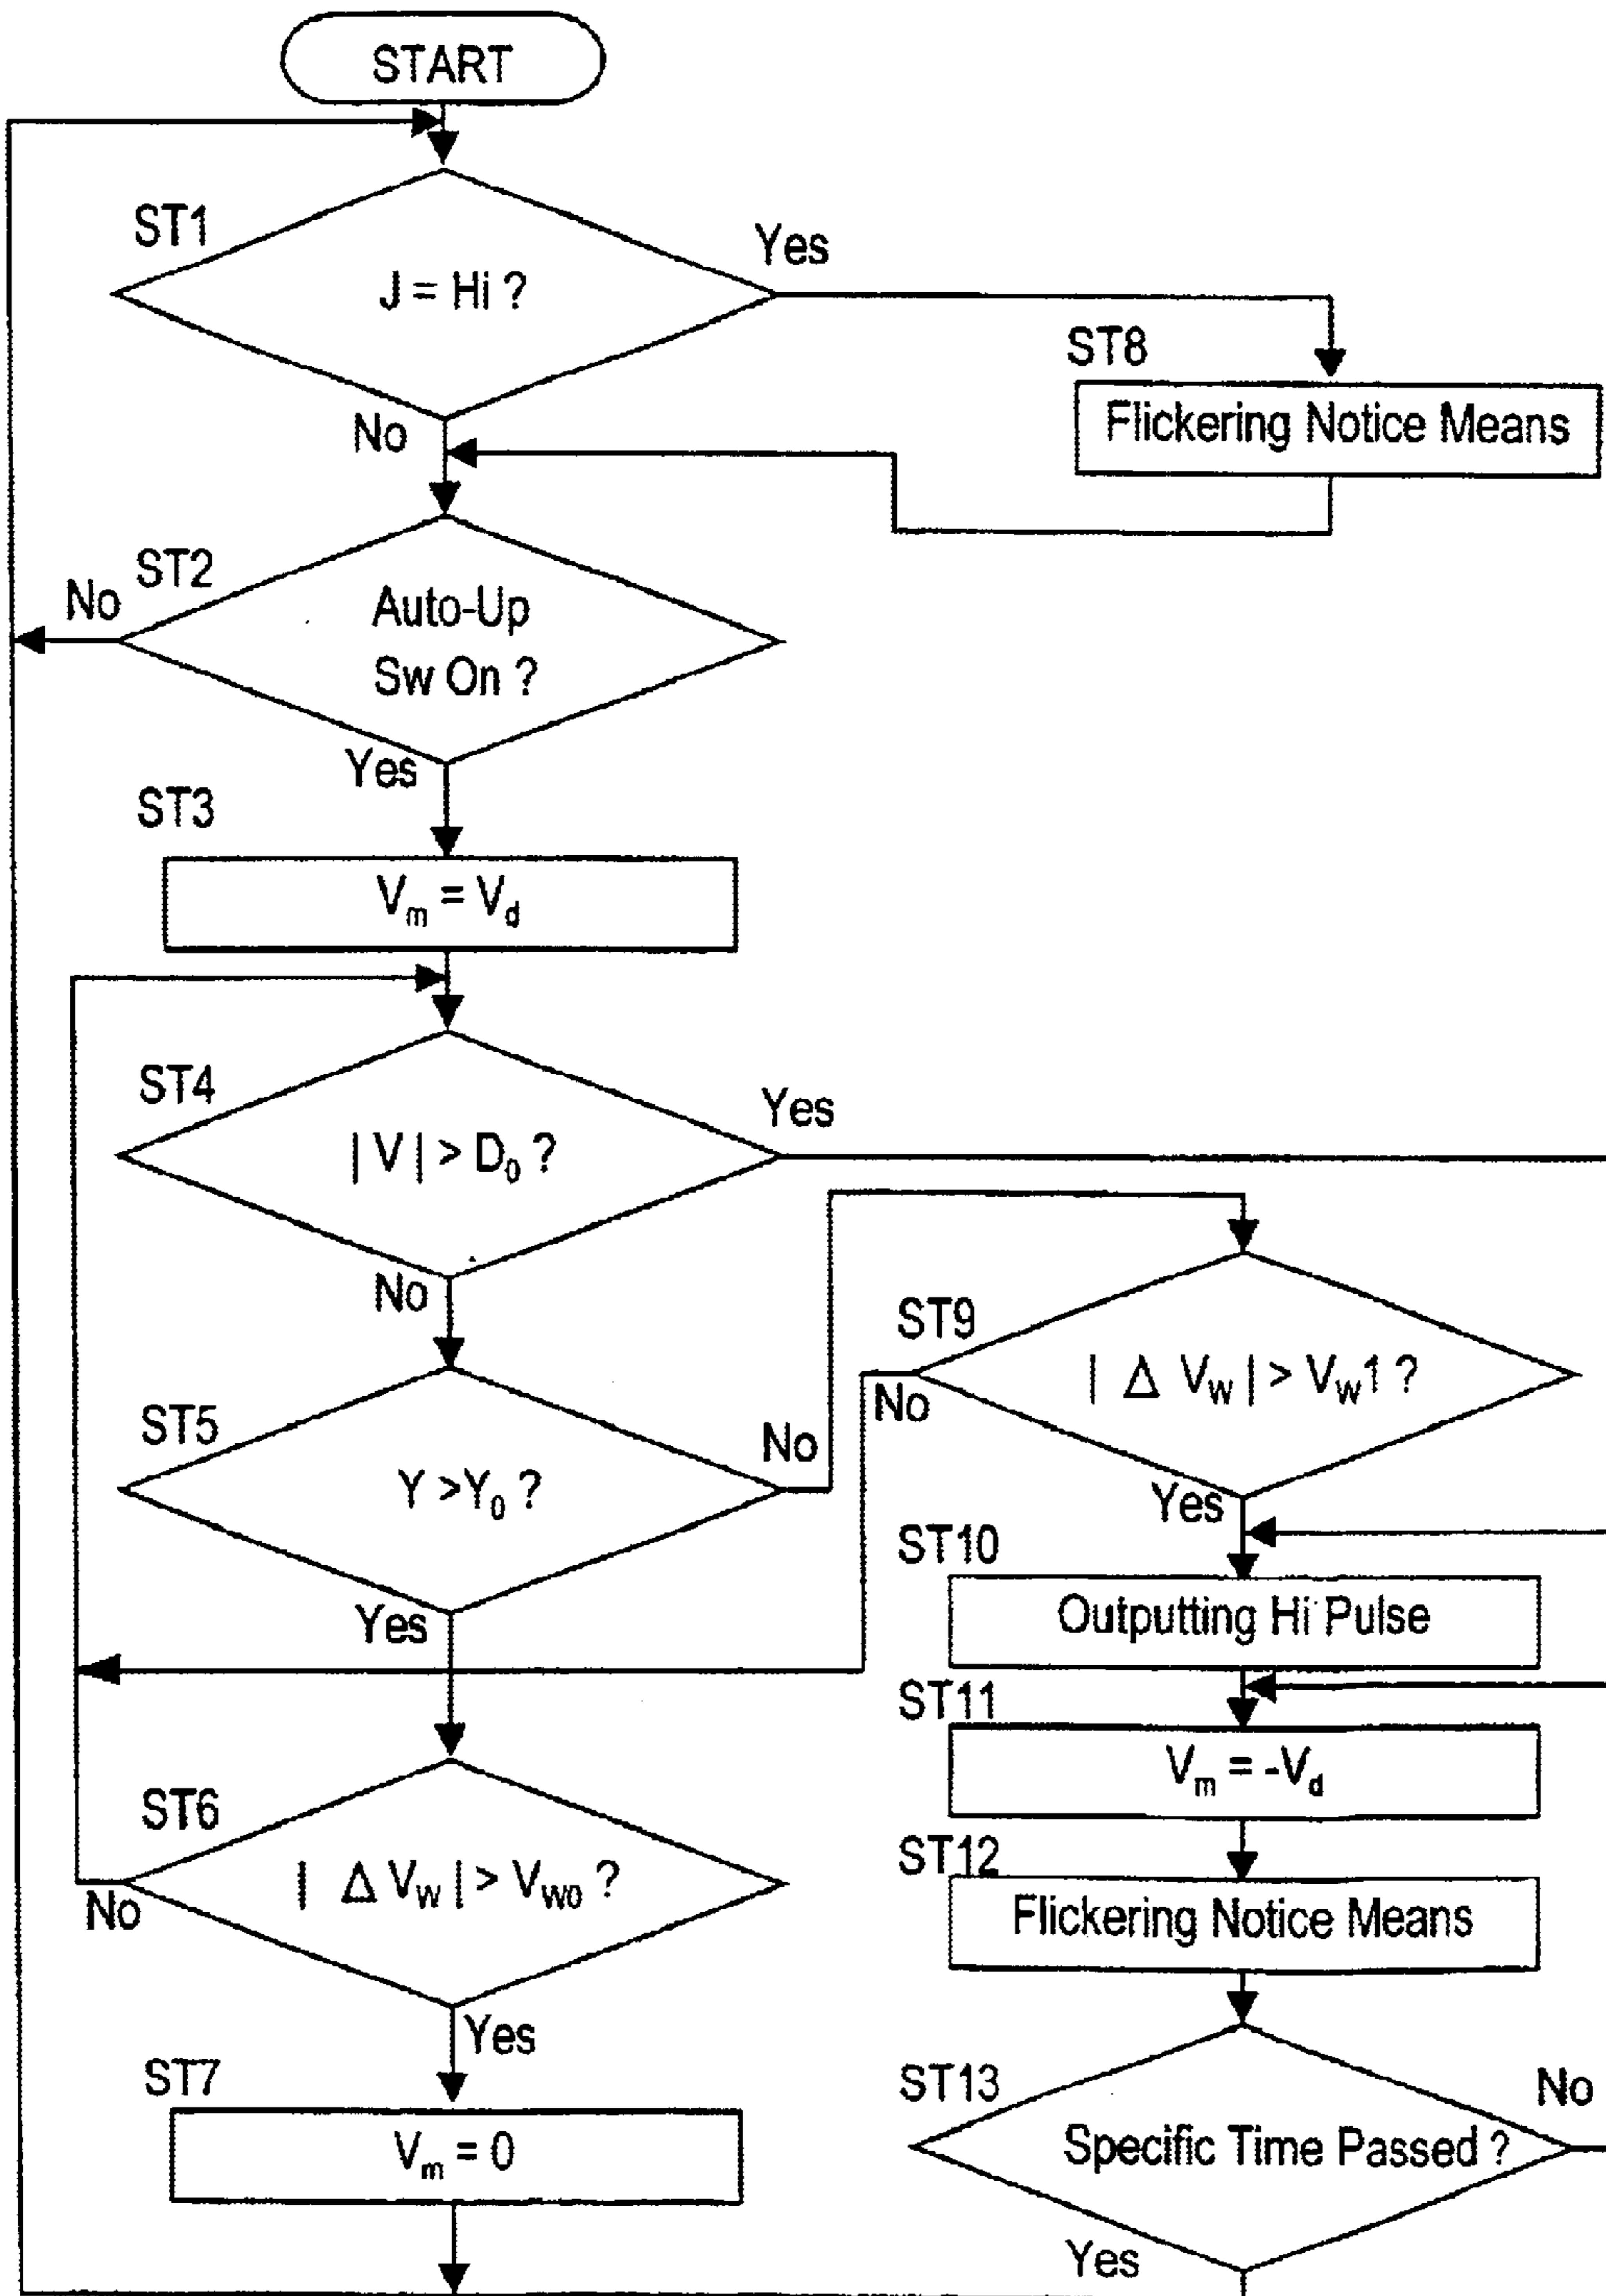 START
ST1
J = Hi ?
Yes
No
ST8
Flickering Notice Means
ST2
No
Auto-Up
Sw On ?
Yes
ST3
Vm = Vd
ST4
| V | > D0 ?
Yes
No
ST5
Y >Y0 ?
No
Yes
ST9
| Δ VW | > VW1 ?
No
Yes
ST10
Outputting Hi Pulse
ST11
Vm = -Vd
ST6
| Δ VW | > VW0 ?
No
Yes
ST12
Flickering Notice Means
ST7
Vm = 0
ST13
Specific Time Passed ?
No
Yes